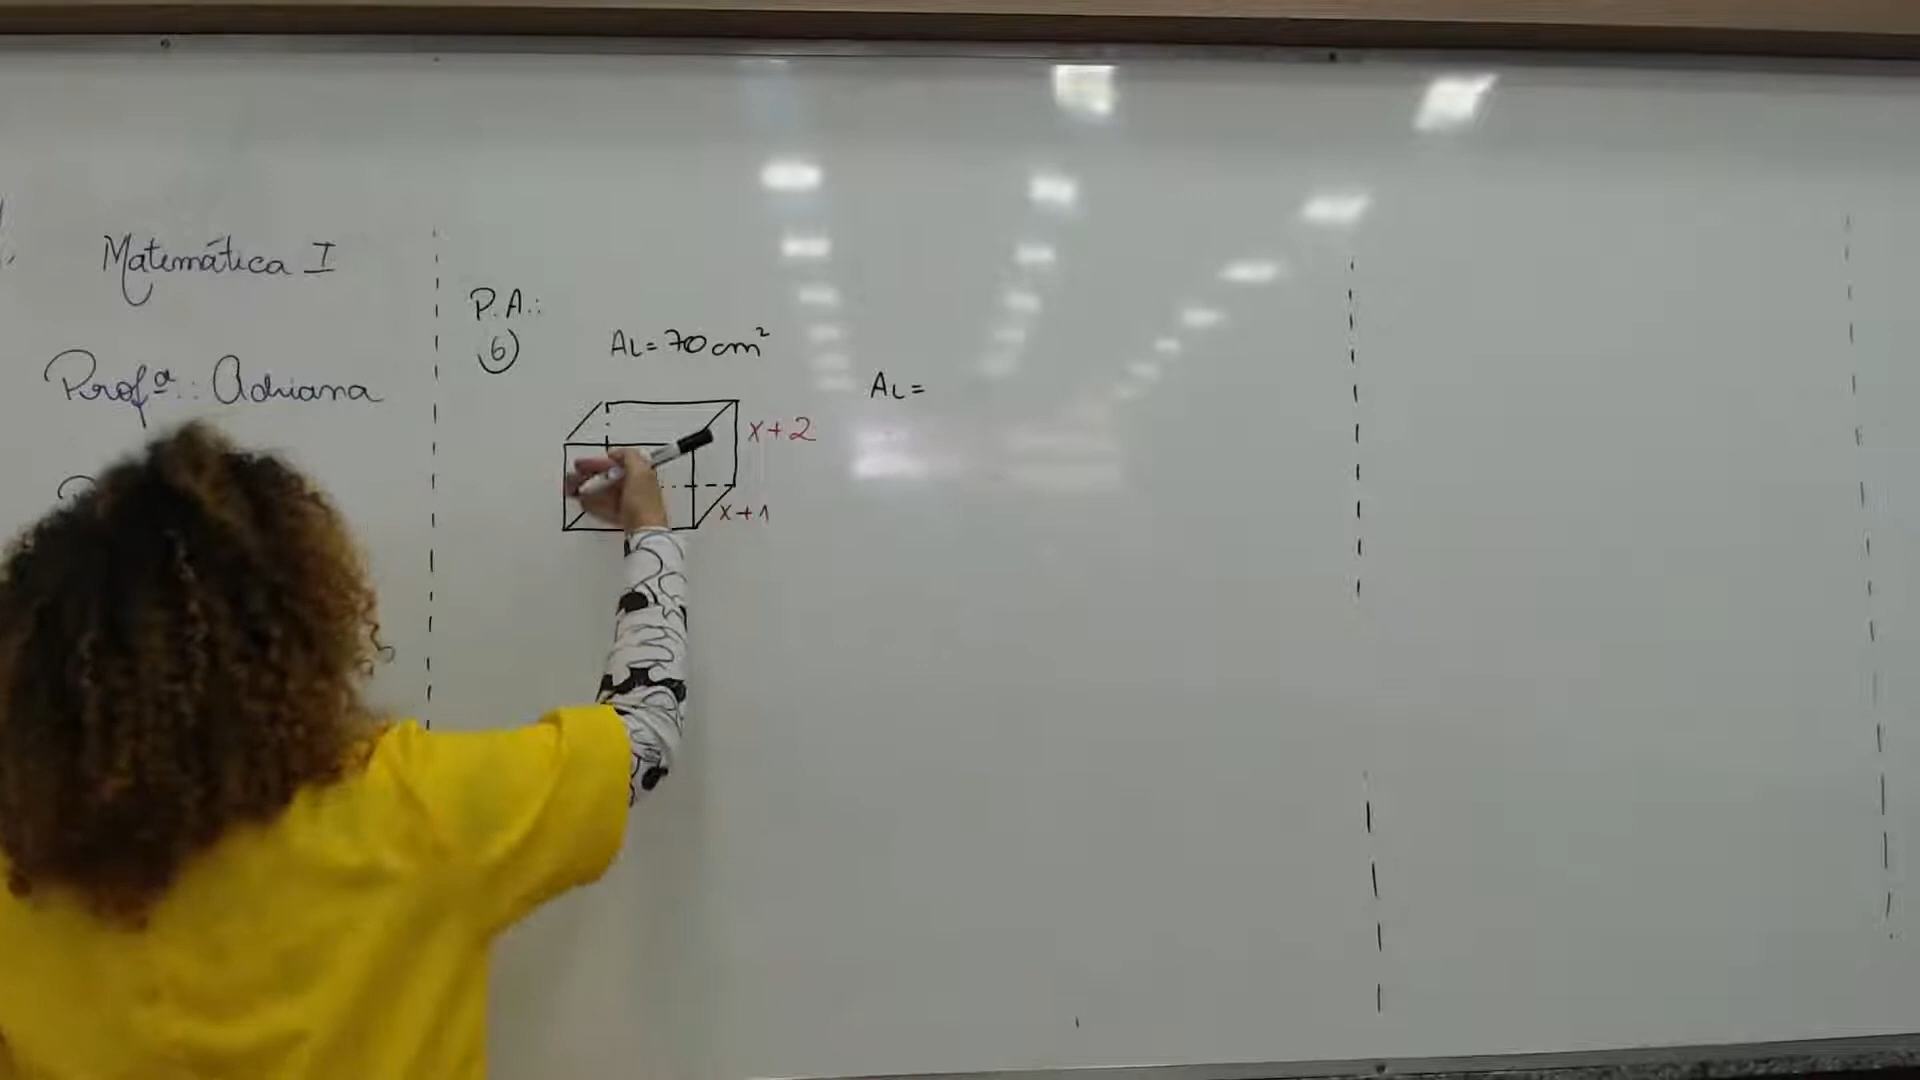 Matemática I
Profª.: Adriana
P.A.:
6)
AL = 70 cm²
x + 2
x + 1
AL =